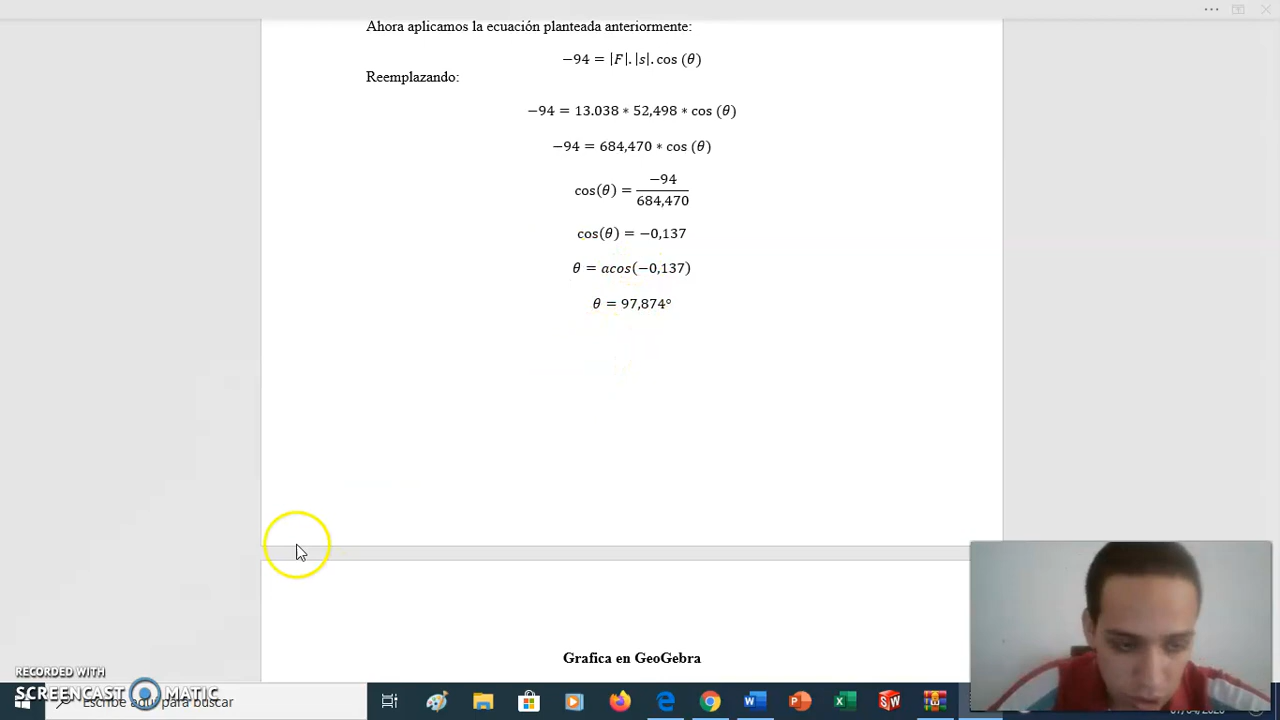 Ahora aplicamos la ecuación planteada anteriormente:
−94 = |F|. |s|. cos (θ)
Reemplazando:
−94 = 13.038 ∗ 52,498 ∗ cos (θ)
−94 = 684,470 ∗ cos (θ)
cos(θ) = −94 / 684,470
cos(θ) = −0,137
θ = acos(−0,137)
θ = 97,874°
Grafica en GeoGebra
RECORDED WITH
SCREENCAST MATIC
Escribe aquí para buscar